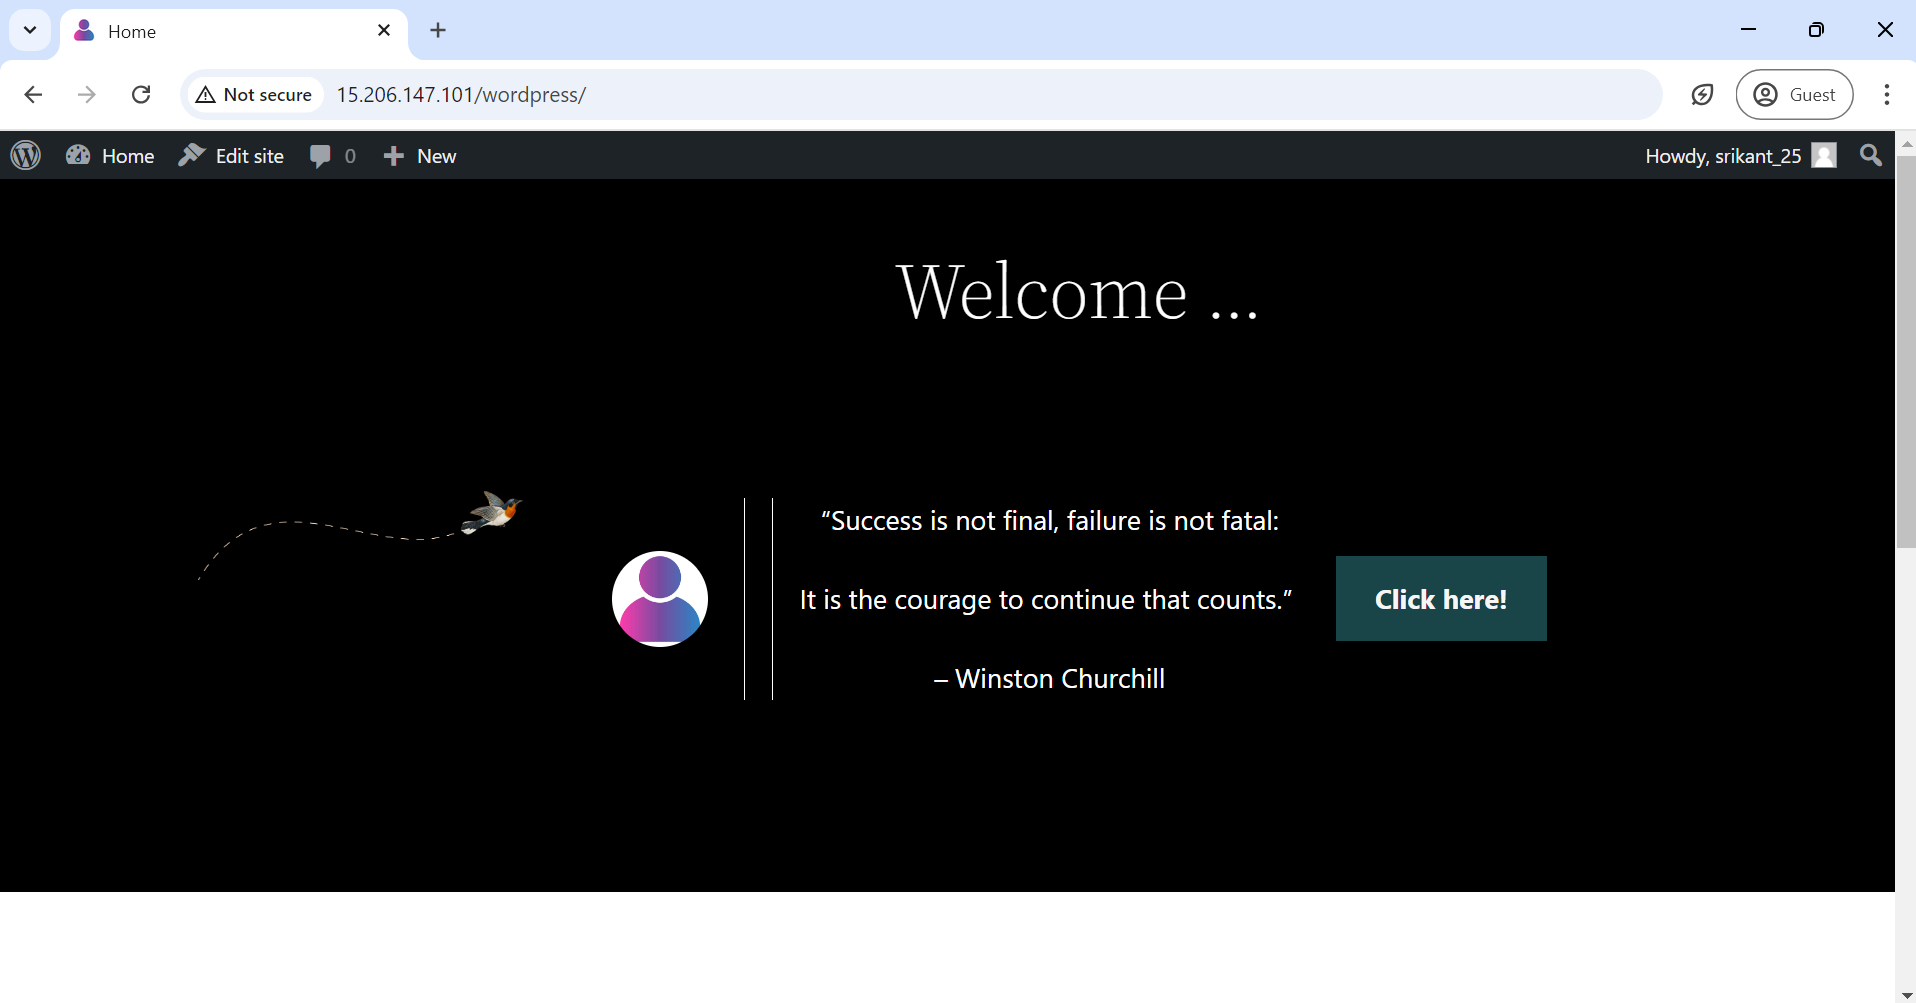 Home
Not secure 15.206.147.101/wordpress/ Guest
Home Edit site 0 New Howdy, srikant_25
Welcome ...
“Success is not final, failure is not fatal:
It is the courage to continue that counts.”
– Winston Churchill
Click here!